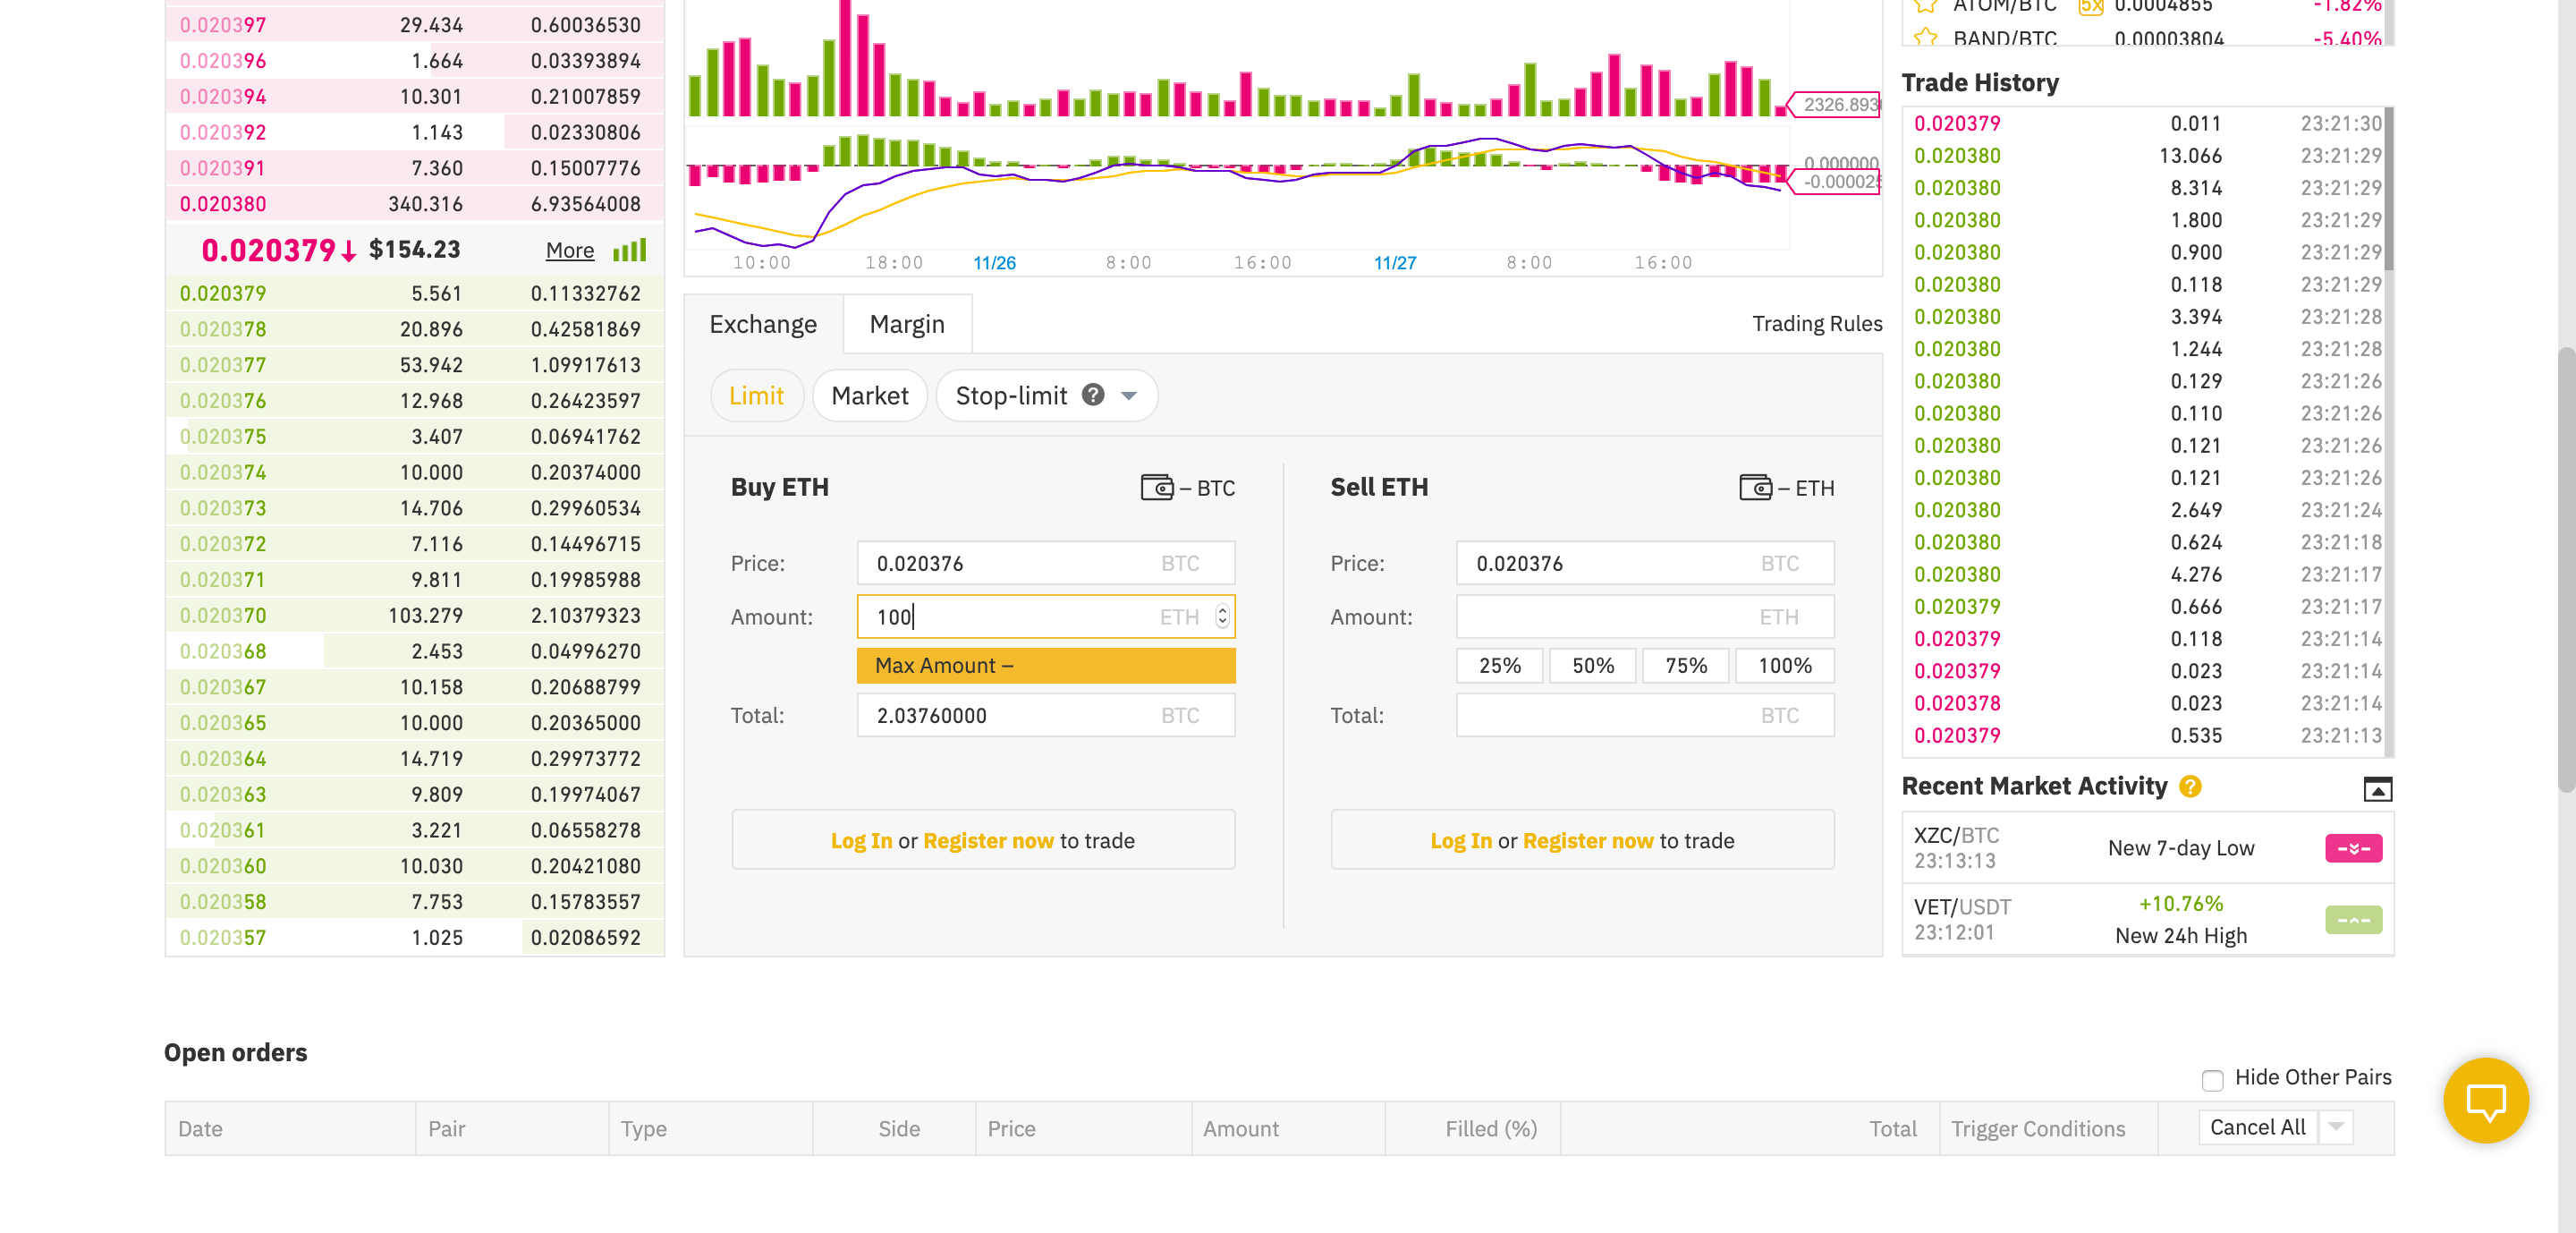 0.020397 29.434 0.60036530
0.020396 1.664 0.03393894
0.020394 10.301 0.21007859
0.020392 1.143 0.02330806
0.020391 7.360 0.15007776
0.020380 340.316 6.93564008
0.020379↓ $154.23 More
0.020379 5.561 0.11332762
0.020378 20.896 0.42581869
0.020377 53.942 1.09917613
0.020376 12.968 0.26423597
0.020375 3.407 0.06941762
0.020374 10.000 0.20374000
0.020373 14.706 0.29960534
0.020372 7.116 0.14496715
0.020371 9.811 0.19985988
0.020370 103.279 2.10379323
0.020368 2.453 0.04996270
0.020367 10.158 0.20688799
0.020365 10.000 0.20365000
0.020364 14.719 0.29973772
0.020363 9.809 0.19974067
0.020361 3.221 0.06558278
0.020360 10.030 0.20421080
0.020358 7.753 0.15783557
0.020357 1.025 0.02086592
2326.893
0.000000
-0.000025
10:00 18:00 11/26 8:00 16:00 11/27 8:00 16:00
Exchange Margin Trading Rules
Limit Market Stop-limit ?
Buy ETH – BTC
Price: 0.020376 BTC
Amount: 100 ETH
Max Amount –
Total: 2.03760000 BTC
Log In or Register now to trade
Sell ETH – ETH
Price: 0.020376 BTC
Amount: ETH
25% 50% 75% 100%
Total: BTC
Log In or Register now to trade
ATOM/BTC 5x 0.0004855 -1.82%
BAND/BTC 0.00003804 -5.40%
Trade History
0.020379 0.011 23:21:30
0.020380 13.066 23:21:29
0.020380 8.314 23:21:29
0.020380 1.800 23:21:29
0.020380 0.900 23:21:29
0.020380 0.118 23:21:29
0.020380 3.394 23:21:28
0.020380 1.244 23:21:28
0.020380 0.129 23:21:26
0.020380 0.110 23:21:26
0.020380 0.121 23:21:26
0.020380 0.121 23:21:26
0.020380 2.649 23:21:24
0.020380 0.624 23:21:18
0.020380 4.276 23:21:17
0.020379 0.666 23:21:17
0.020379 0.118 23:21:14
0.020379 0.023 23:21:14
0.020378 0.023 23:21:14
0.020379 0.535 23:21:13
Recent Market Activity ?
XZC/BTC
23:13:13
New 7-day Low
VET/USDT
23:12:01
+10.76%
New 24h High
Open orders
Hide Other Pairs
Date Pair Type Side Price Amount Filled (%) Total Trigger Conditions Cancel All